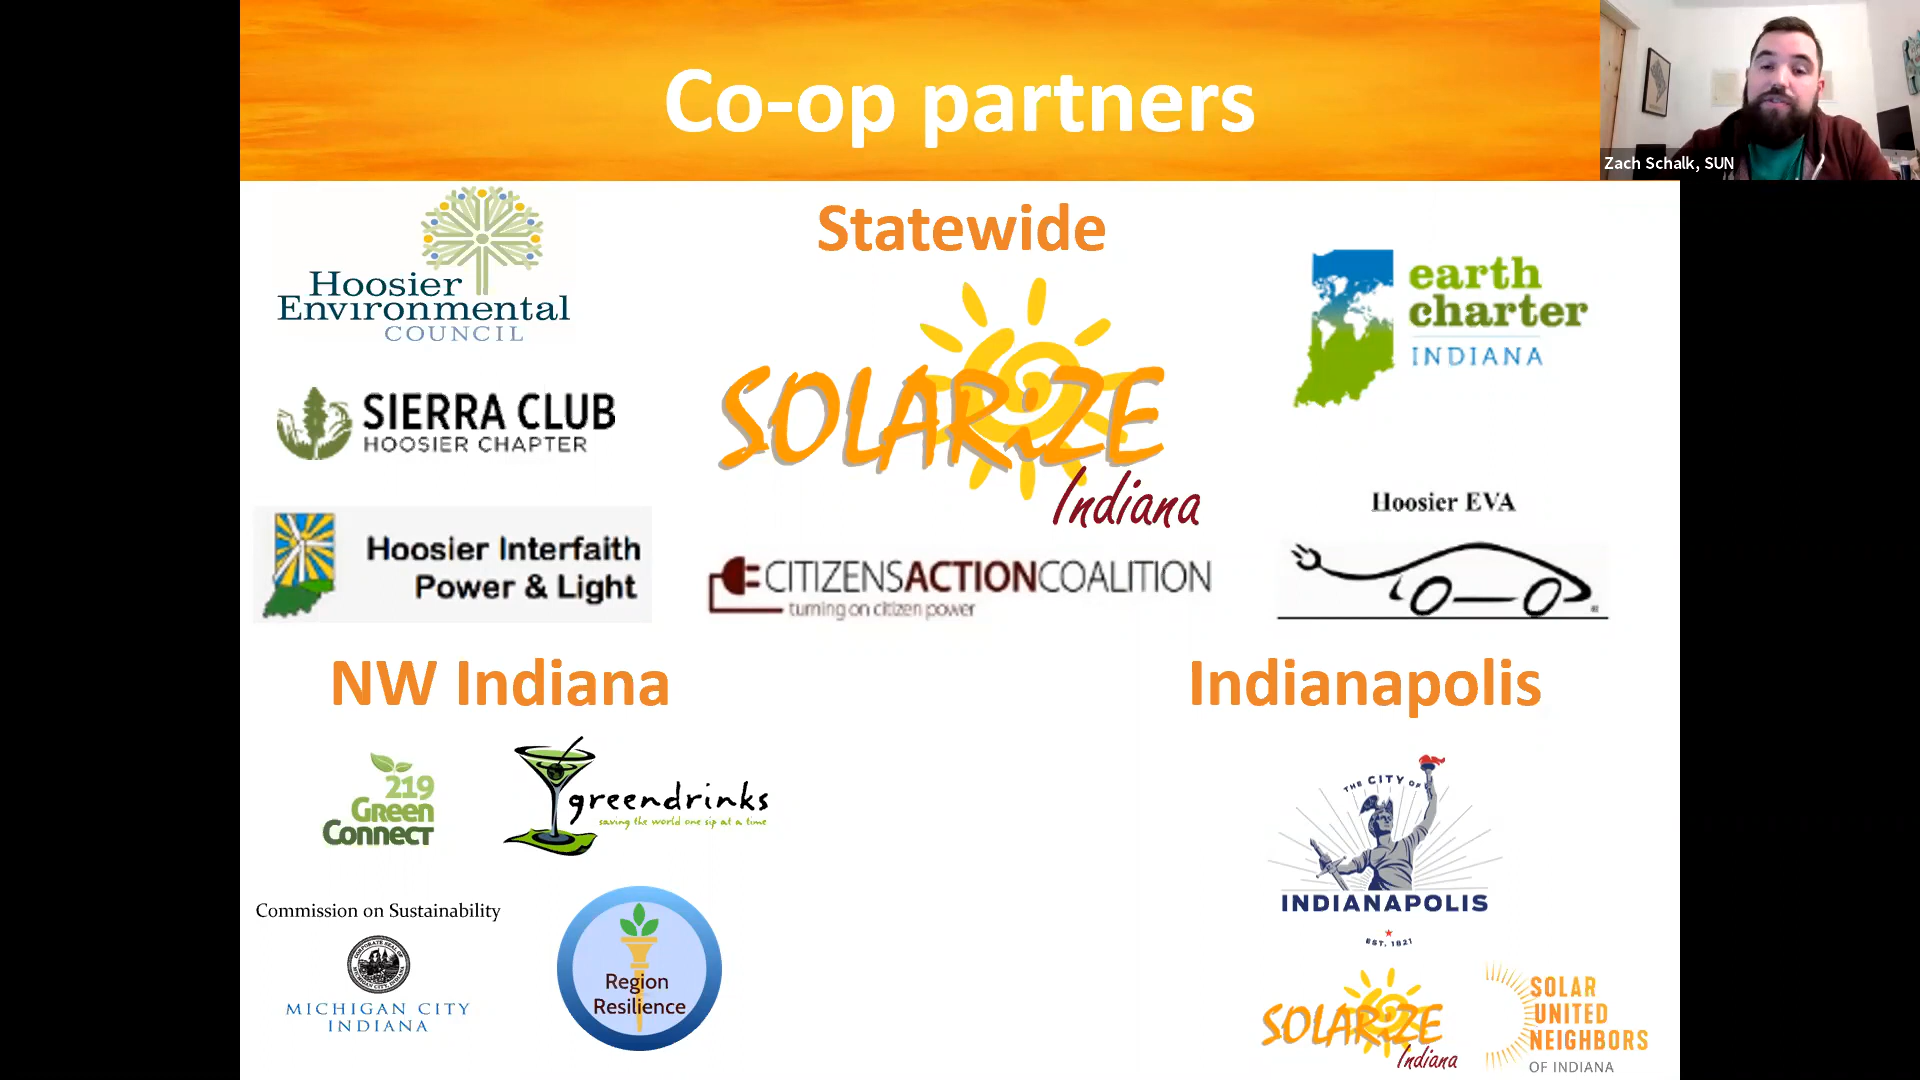 Co-op partners
Zach Schalk, SUN
Statewide
Hoosier
Environmental
COUNCIL
SIERRA CLUB
HOOSIER CHAPTER
Hoosier Interfaith
Power & Light
SOLARiZE
Indiana
CITIZENSACTIONCOALITION
turning on citizen power
earth
charter
INDIANA
Hoosier EVA
NW Indiana
219
Green
Connect
greendrinks
saving the world one sip at a time
Commission on Sustainability
MICHIGAN CITY
INDIANA
Region
Resilience
Indianapolis
THE CITY OF
INDIANAPOLIS
EST. 1821
SOLARiZE
Indiana
SOLAR
UNITED
NEIGHBORS
OF INDIANA